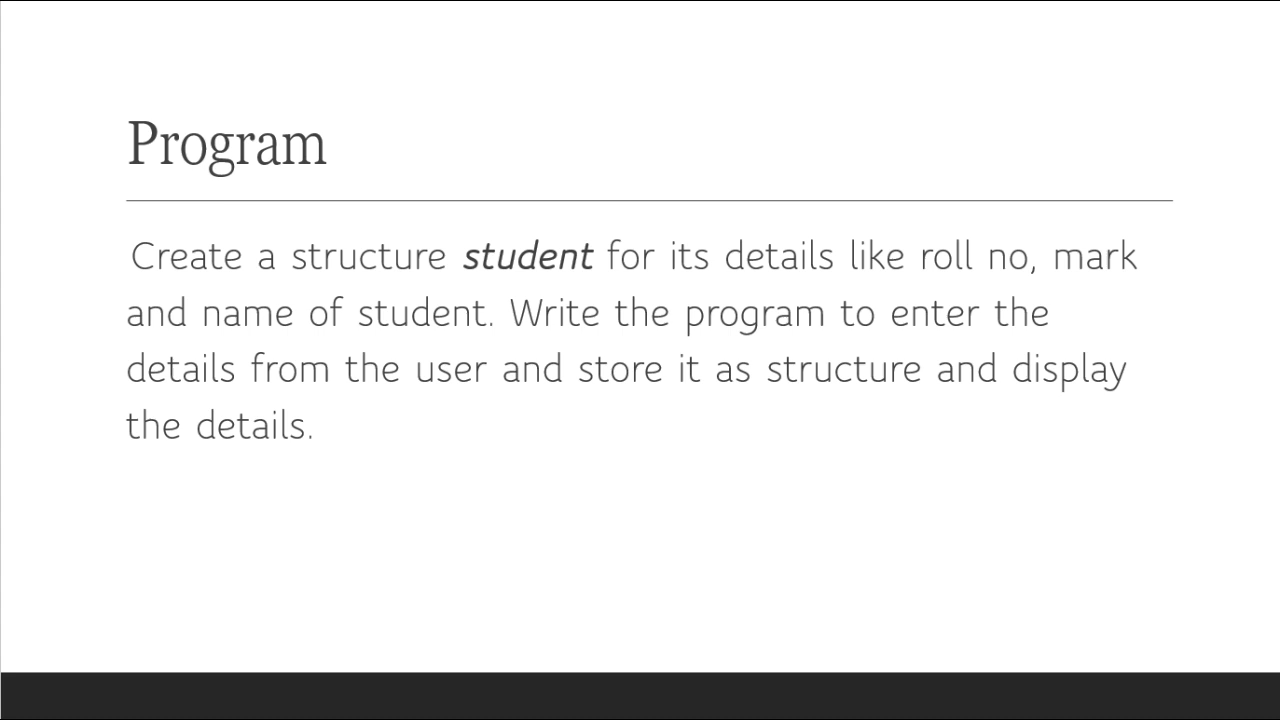 Program
Create a structure student for its details like roll no, mark
and name of student. Write the program to enter the
details from the user and store it as structure and display
the details.